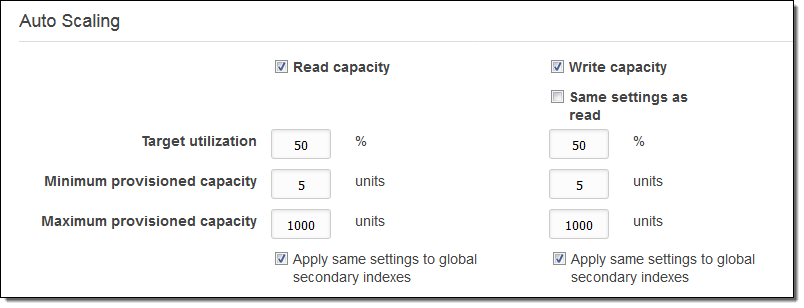 Auto Scaling
Read capacity
Write capacity
Same settings as
read
Target utilization 50 % 50 %
Minimum provisioned capacity 5 units 5 units
Maximum provisioned capacity 1000 units 1000 units
Apply same settings to global
secondary indexes
Apply same settings to global
secondary indexes